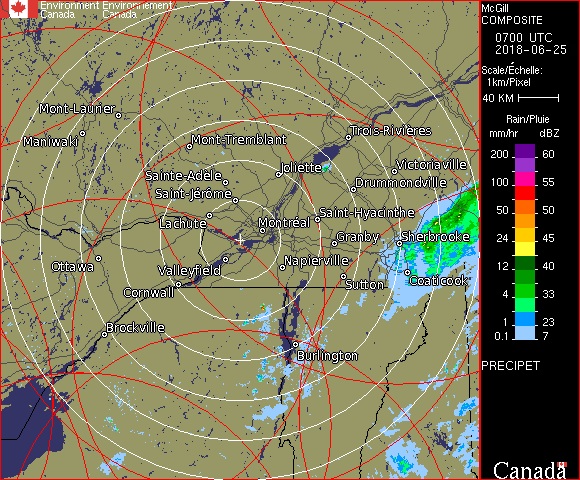 Environment Environnement
Canada Canada
McGill
COMPOSITE
0700 UTC
2018-06-25
Scale/Échelle:
1km/Pixel
40 KM
Rain/Pluie
mm/hr dBZ
200 60
100 55
50 50
24 45
12 40
4 33
1 23
0.1 7
PRECIPET
Canada
Mont-Laurier
Maniwaki
Mont-Tremblant
Trois-Rivières
Sainte-Adèle
Joliette
Victoriaville
Saint-Jérôme
Drummondville
Lachute
Montréal
Saint-Hyacinthe
Granby
Sherbrooke
Ottawa
Valleyfield
Napierville
Cornwall
Sutton
Coaticook
Brockville
Burlington